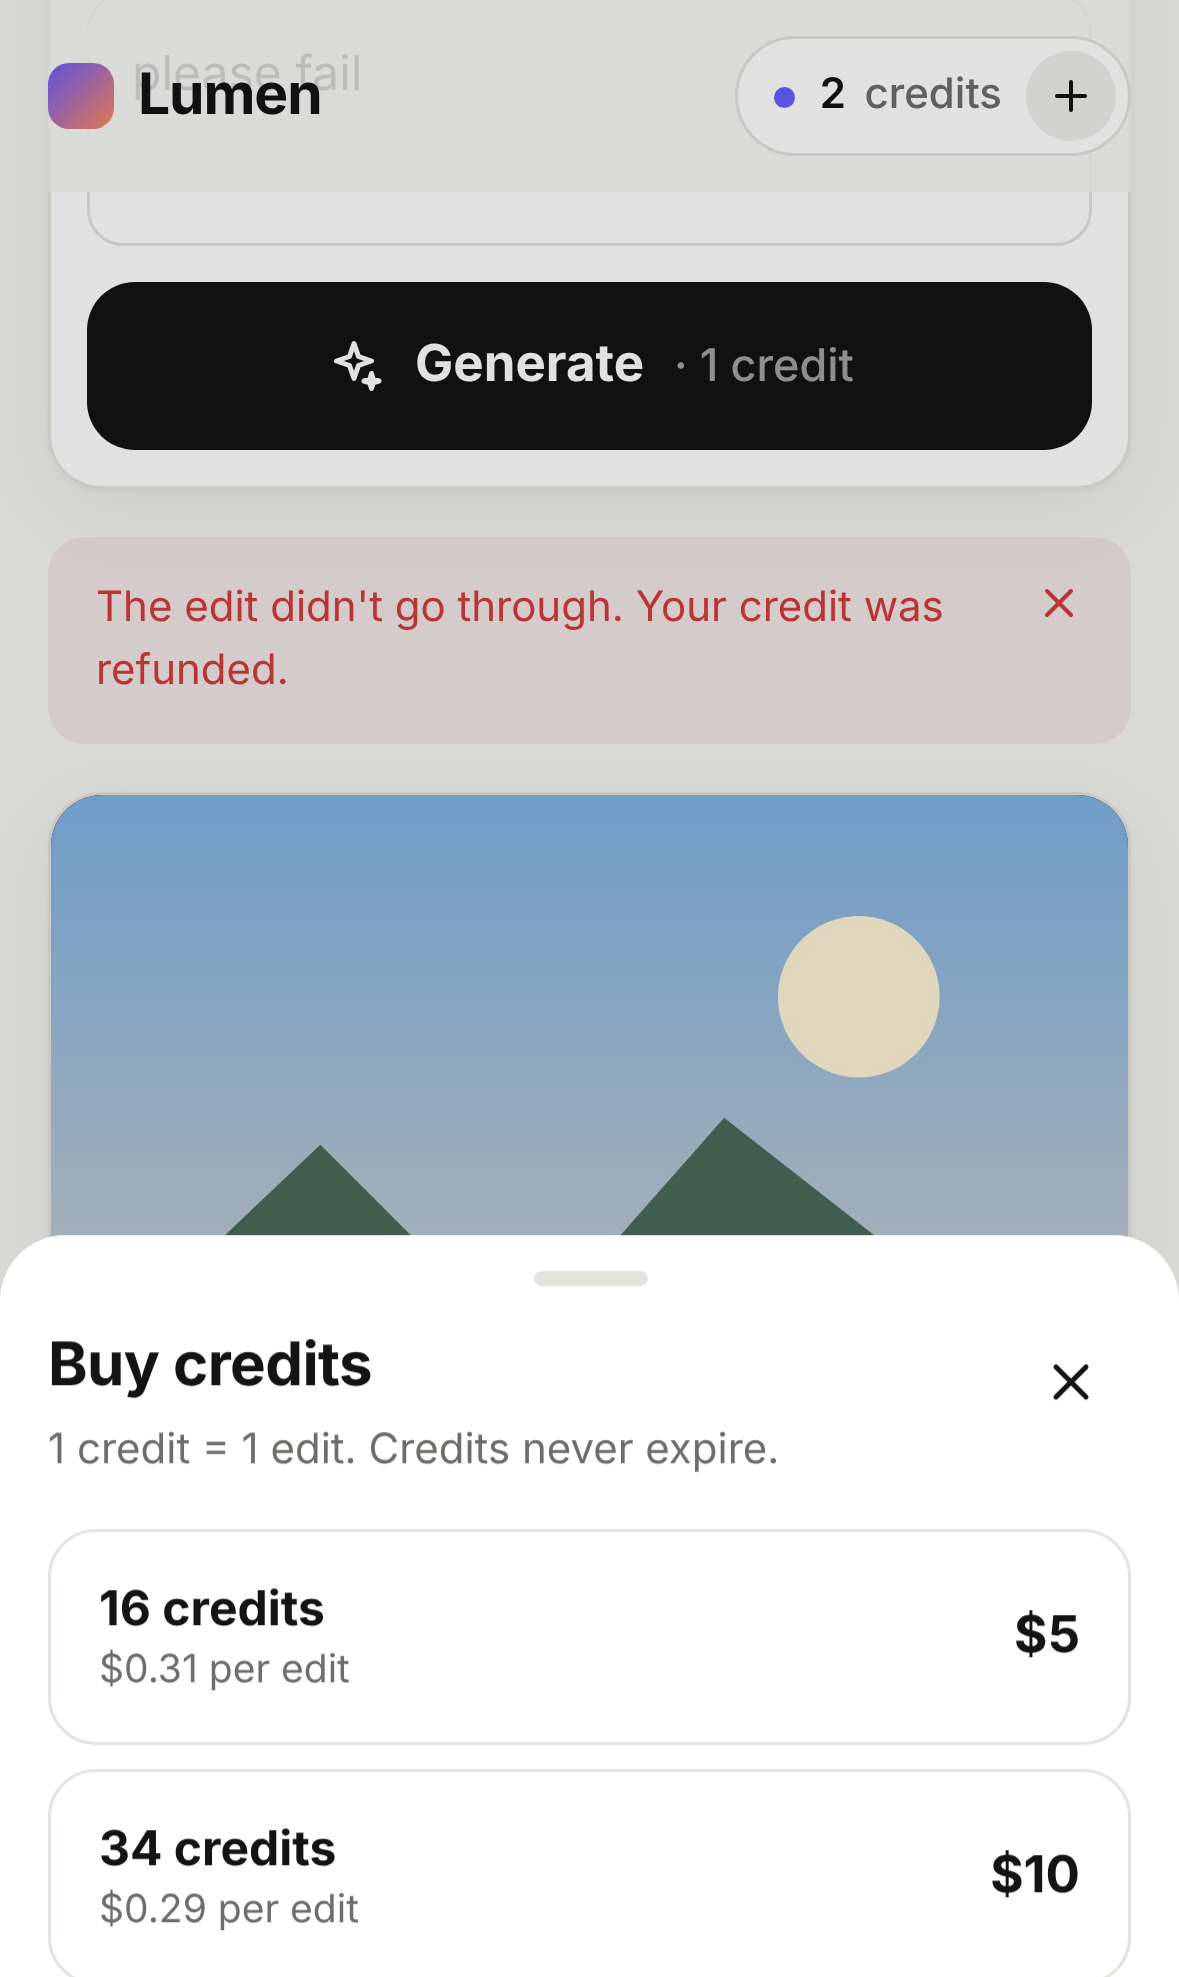 please fail
Lumen
2 credits
Generate · 1 credit
The edit didn't go through. Your credit was
refunded.
Buy credits
1 credit = 1 edit. Credits never expire.
16 credits
$0.31 per edit
$5
34 credits
$0.29 per edit
$10